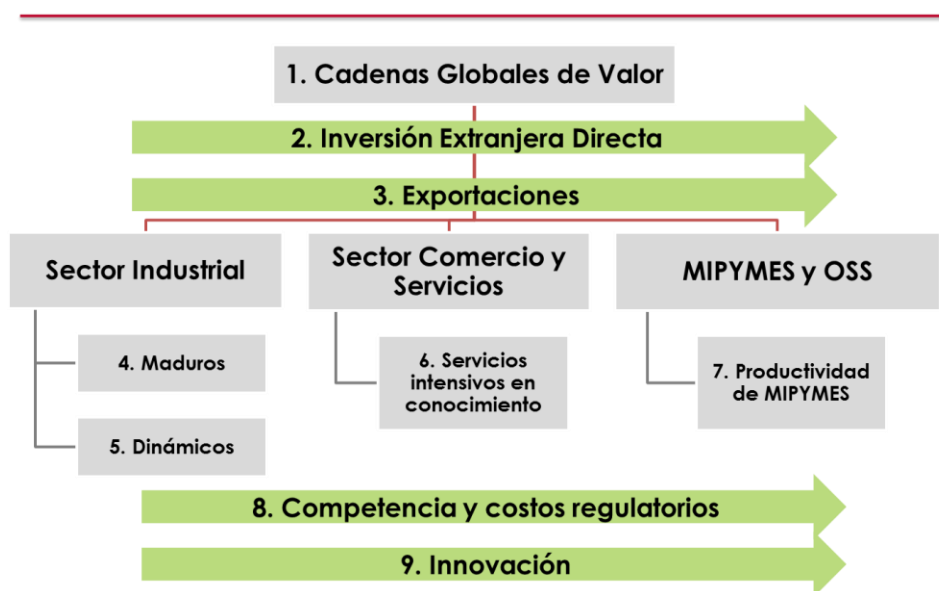 1. Cadenas Globales de Valor
2. Inversión Extranjera Directa
3. Exportaciones
Sector Industrial
Sector Comercio y
Servicios
MIPYMES y OSS
4. Maduros
6. Servicios
intensivos en
conocimiento
7. Productividad
de MIPYMES
5. Dinámicos
8. Competencia y costos regulatorios
9. Innovación